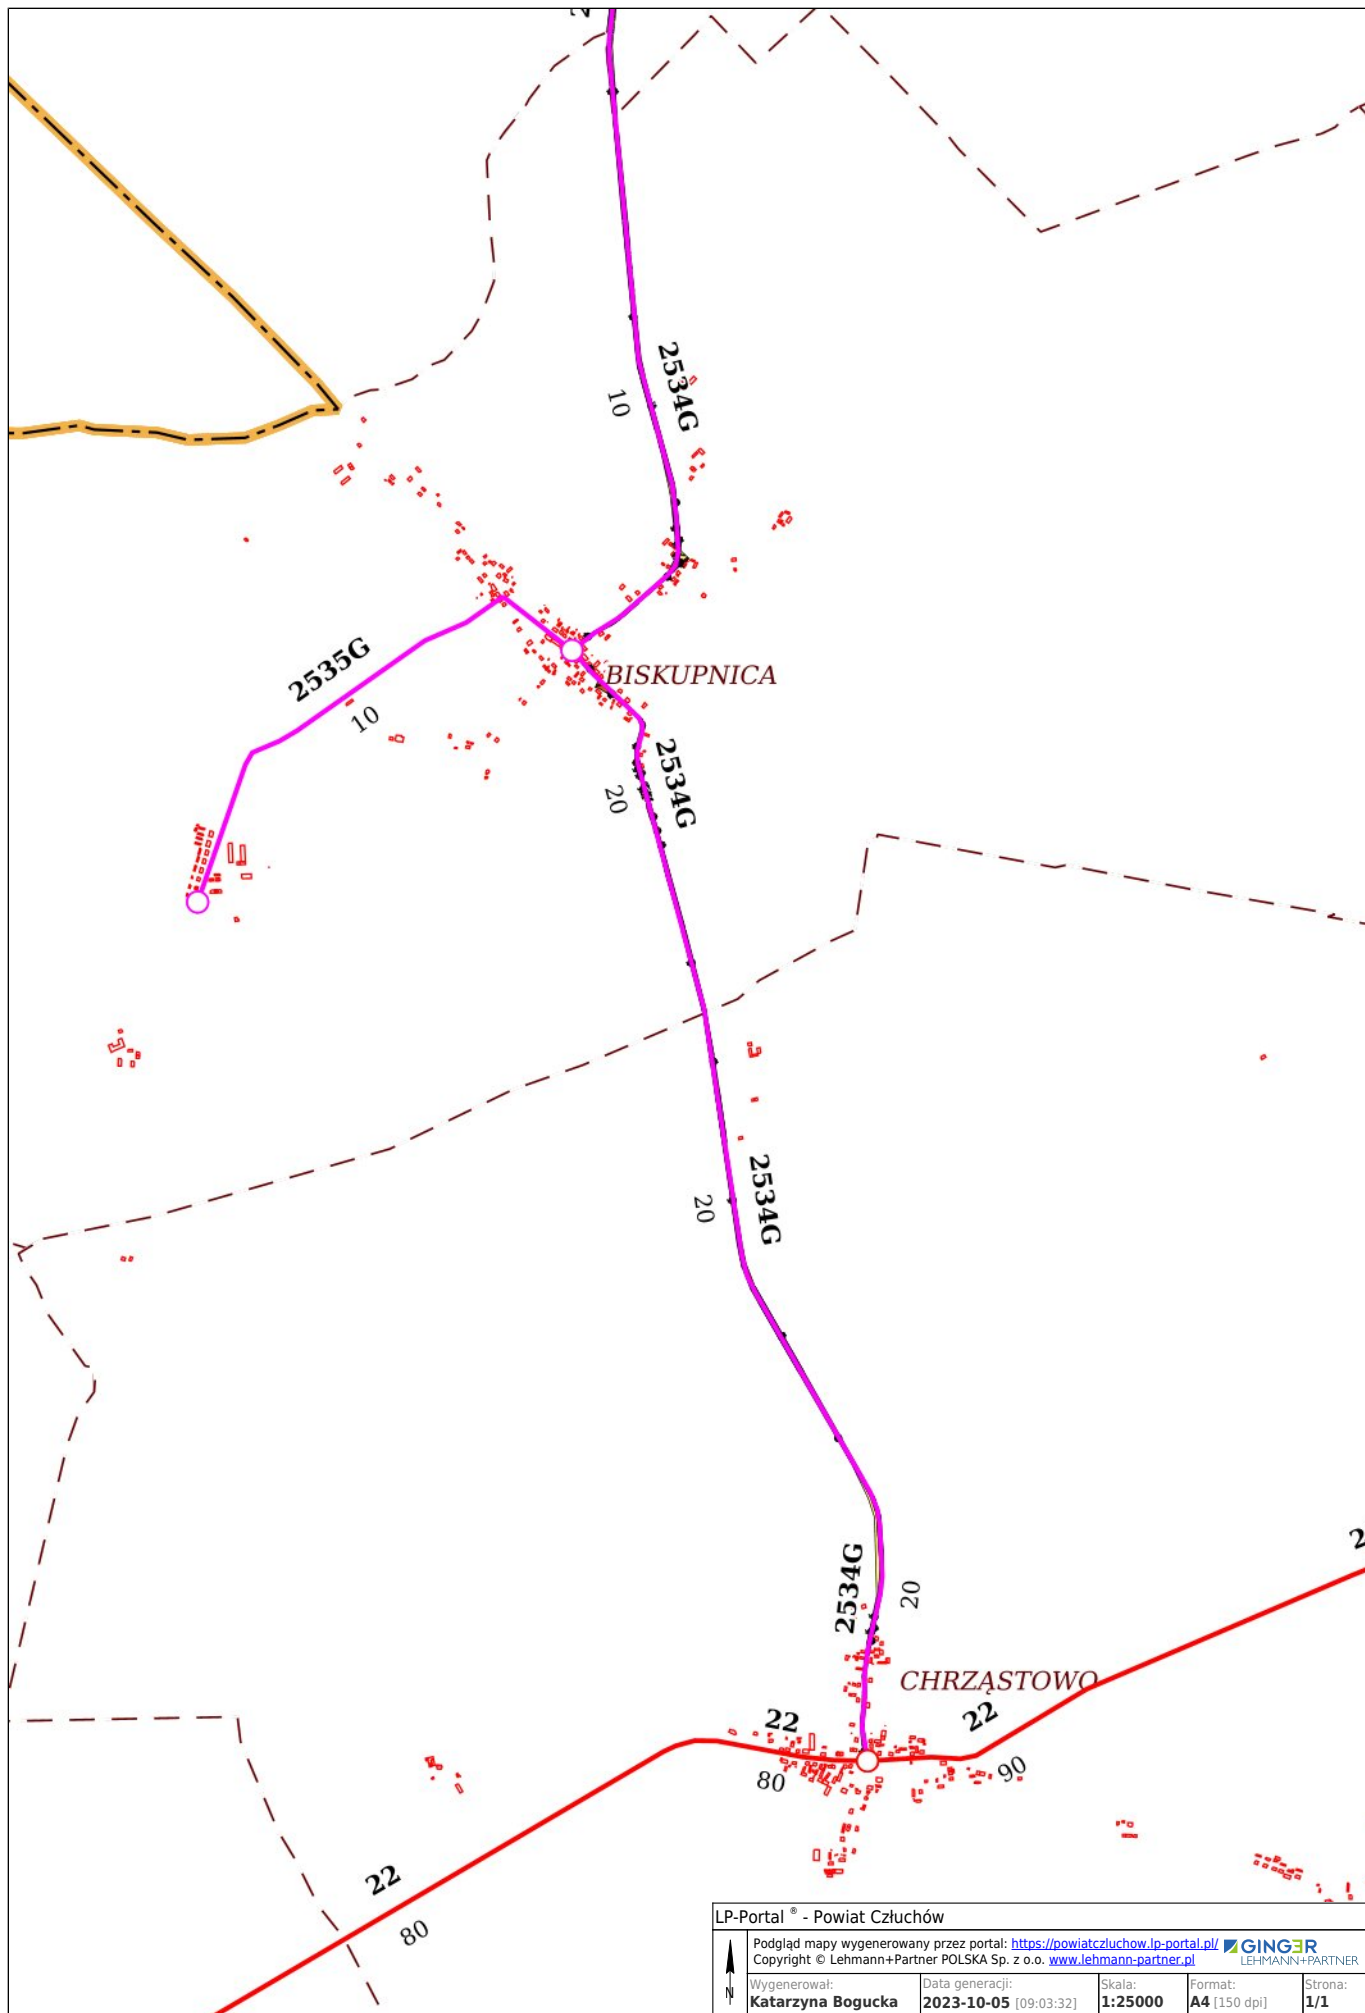 2
2534G
10
2535G
10
BISKUPNICA
2534G
20
2534G
20
2534G
20
2
CHRZĄSTOWO
22
22
80
90
22
80
LP-Portal ® - Powiat Człuchów
Podgląd mapy wygenerowany przez portal: https://powiatczluchow.lp-portal.pl/
Copyright © Lehmann+Partner POLSKA Sp. z o.o. www.lehmann-partner.pl
GINGER
LEHMANN+PARTNER
N
Wygenerował: Data generacji: Skala: Format: Strona:
Katarzyna Bogucka 2023-10-05 [09:03:32] 1:25000 A4 [150 dpi] 1/1